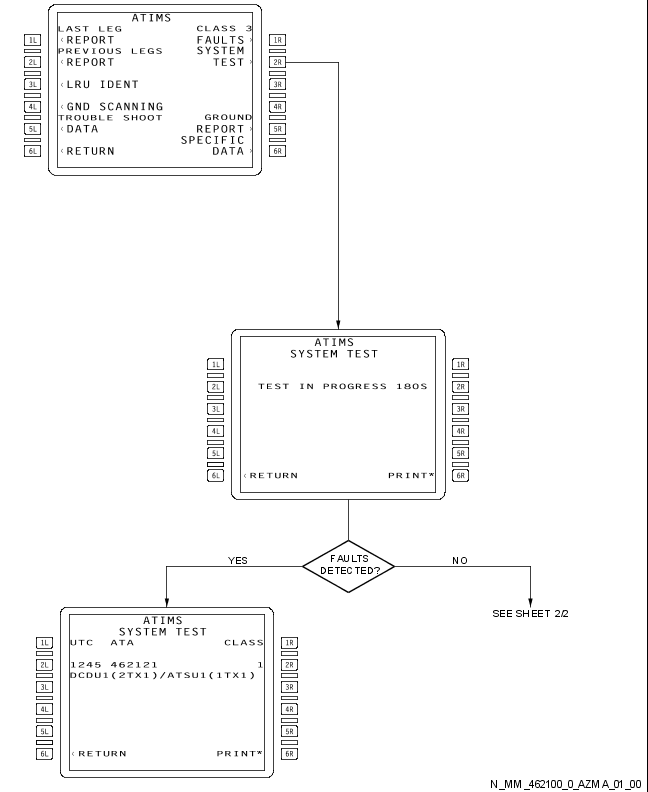 ATIMS
LAST LEG CLASS 3
1L ‹REPORT FAULTS› 1R
PREVIOUS LEGS SYSTEM
2L ‹REPORT TEST› 2R
3L ‹LRU IDENT 3R
4L ‹GND SCANNING 4R
TROUBLE SHOOT GROUND
5L ‹DATA REPORT› 5R
SPECIFIC
6L ‹RETURN DATA› 6R
ATIMS
SYSTEM TEST
1L 1R
2L TEST IN PROGRESS 180S 2R
3L 3R
4L 4R
5L 5R
6L ‹RETURN PRINT* 6R
FAULTS
DETECTED?
YES
NO
SEE SHEET 2/2
ATIMS
SYSTEM TEST
1L UTC ATA CLASS 1R
2L 1245 462121 1 2R
DCDU1(2TX1)/ATSU1(1TX1)
3L 3R
4L 4R
5L 5R
6L ‹RETURN PRINT* 6R
N_MM_462100_0_AZMA_01_00